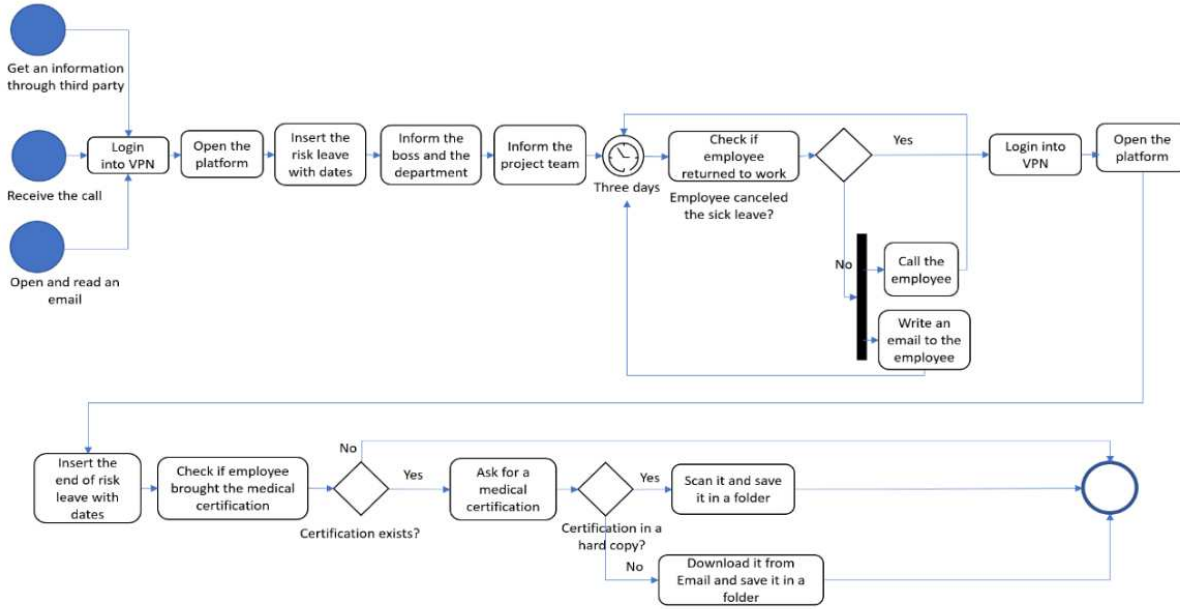 Get an information
through third party
Receive the call
Open and read an
email
Login
into VPN
Open the
platform
Insert the
risk leave
with dates
Inform the
boss and the
department
Inform the
project team
Three days
Check if
employee
returned to work
Employee canceled
the sick leave?
Yes
No
Call the
employee
Write an
email to the
employee
Login into
VPN
Open the
platform
Insert the
end of risk
leave with
dates
Check if employee
brought the medical
certification
No
Yes
Certification exists?
Ask for a
medical
certification
Yes
Certification in a
hard copy?
No
Scan it and save
it in a folder
Download it from
Email and save it in a
folder